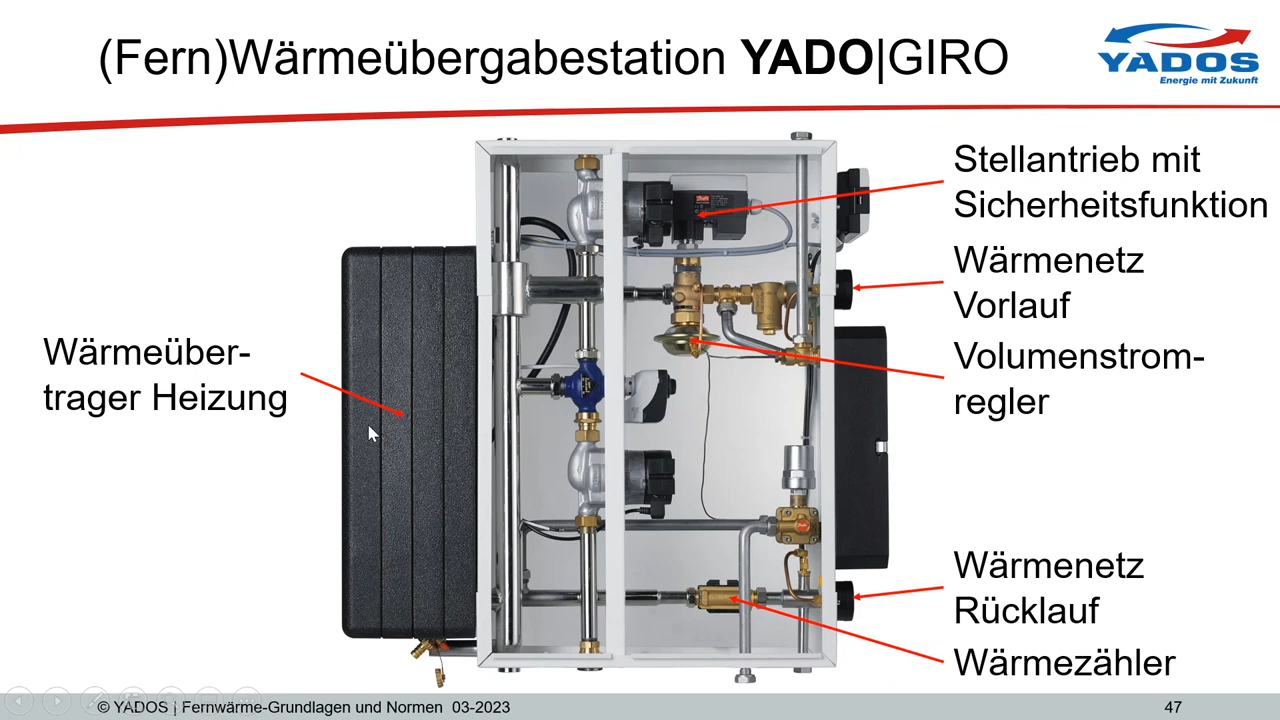 (Fern)Wärmeübergabestation YADO|GIRO
YADOS
Energie mit Zukunft
Stellantrieb mit
Sicherheitsfunktion
Wärmenetz
Vorlauf
Volumenstrom-
regler
Wärmeüber-
trager Heizung
Wärmenetz
Rücklauf
Wärmezähler
© YADOS | Fernwärme-Grundlagen und Normen 03-2023
47